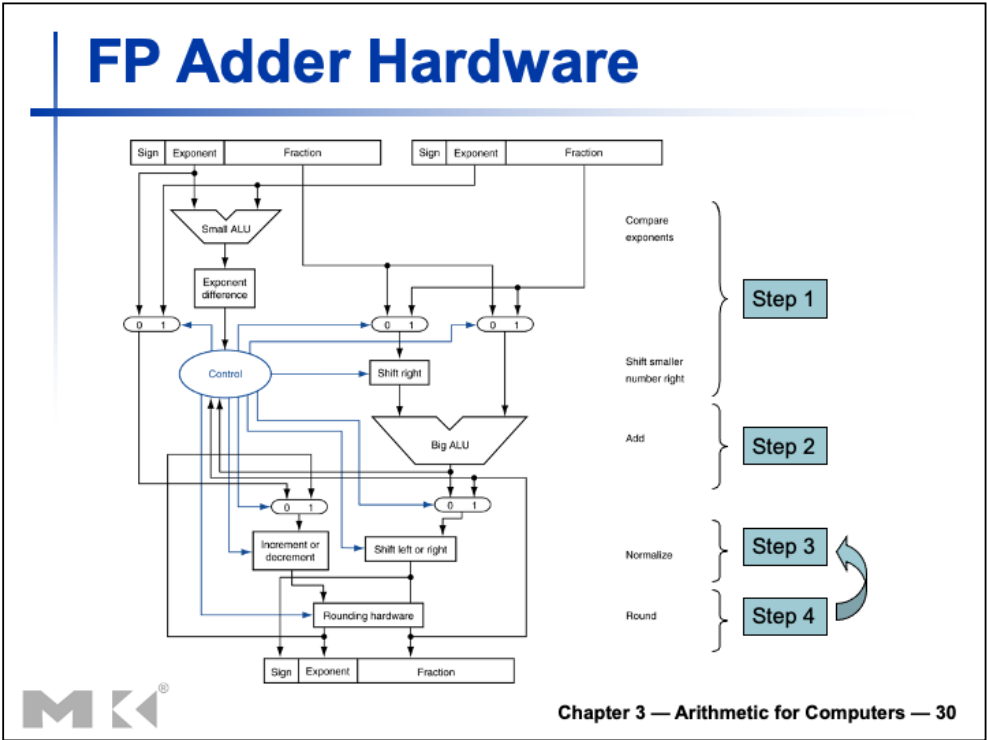 FP Adder Hardware
Sign Exponent Fraction
Sign Exponent Fraction
Small ALU
Compare
exponents
Exponent
difference
Step 1
0 1
0 1
0 1
Control
Shift right
Shift smaller
number right
Big ALU
Add
Step 2
0 1
0 1
Increment or
decrement
Shift left or right
Normalize
Step 3
Rounding hardware
Round
Step 4
Sign Exponent Fraction
MK®
Chapter 3 — Arithmetic for Computers — 30